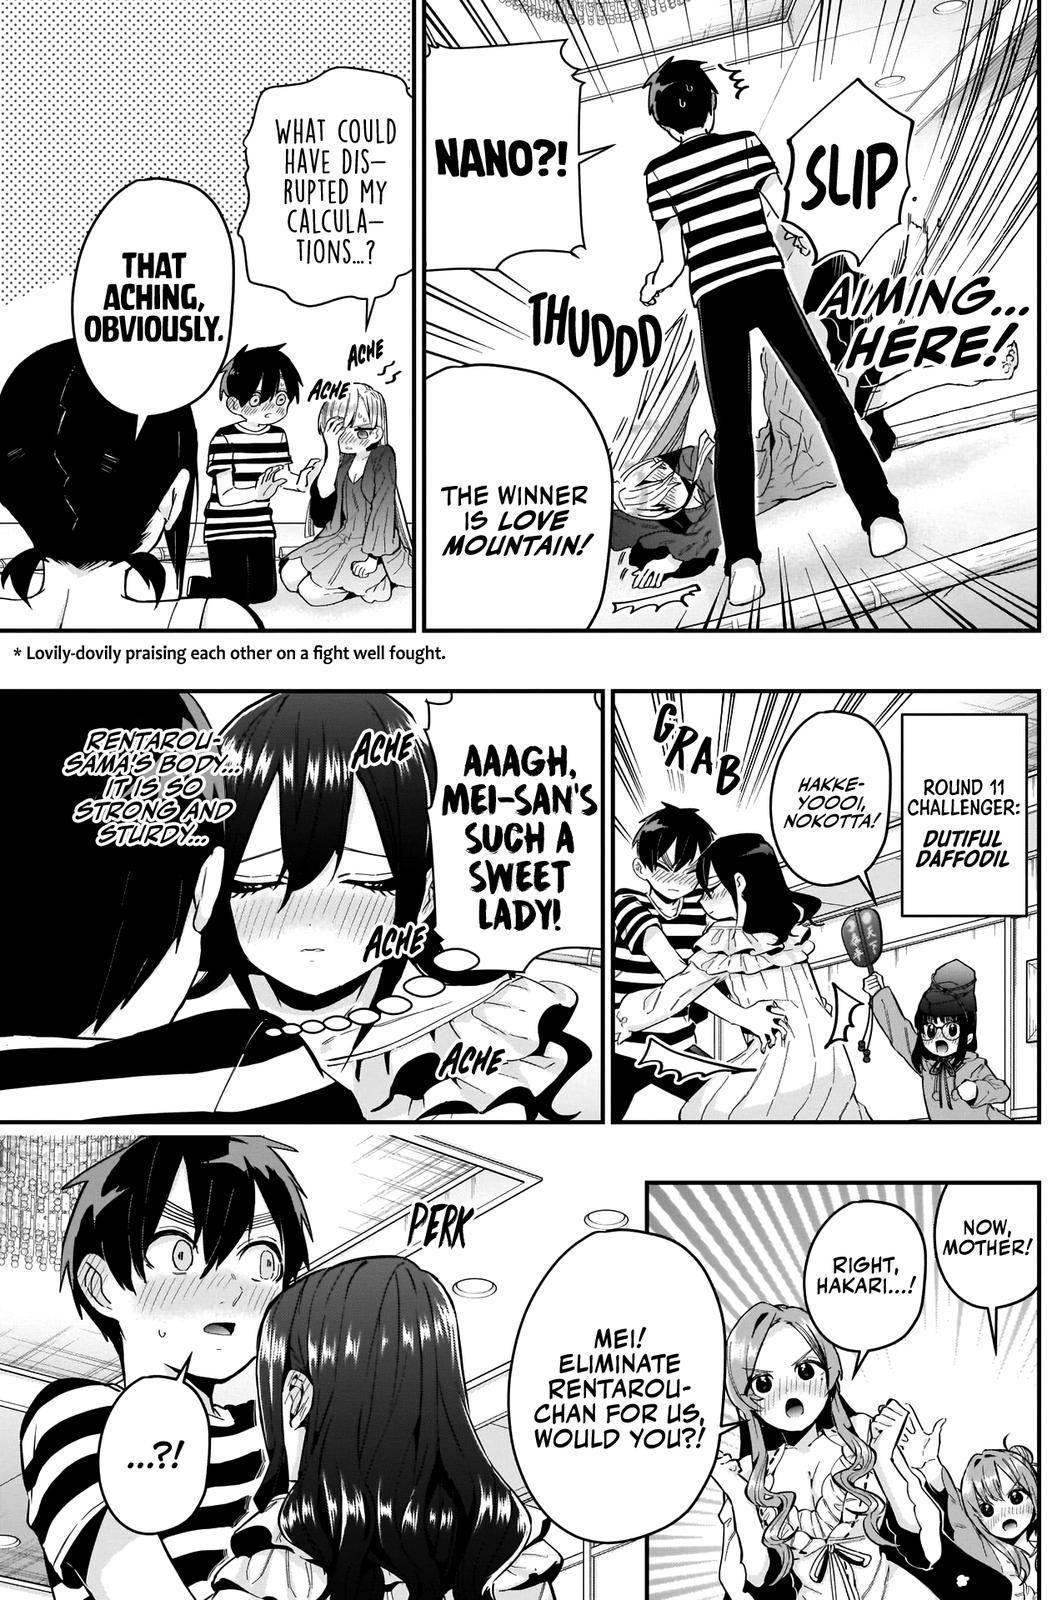 NANO?!
SLIP
AIMING...
HERE!
THUDDD
THE WINNER
IS LOVE
MOUNTAIN!
WHAT COULD
HAVE DIS-
RUPTED MY
CALCULA-
TIONS...?
ACHE
ACHE
THAT
ACHING,
OBVIOUSLY.
* Lovily-dovily praising each other on a fight well fought.
ROUND 11
CHALLENGER:
DUTIFUL
DAFFODIL
HAKKE-
YOOOI,
NOKOTTA!
GRAB
AAAGH,
MEI-SAN'S
SUCH A
SWEET
LADY!
ACHE
ACHE
ACHE
RENTAROU-
SAMA'S BODY...
IT IS SO
STRONG AND
STURDY...
NOW,
MOTHER!
RIGHT,
HAKARI...!
MEI!
ELIMINATE
RENTAROU-
CHAN FOR US,
WOULD YOU?!
PERK
...?!